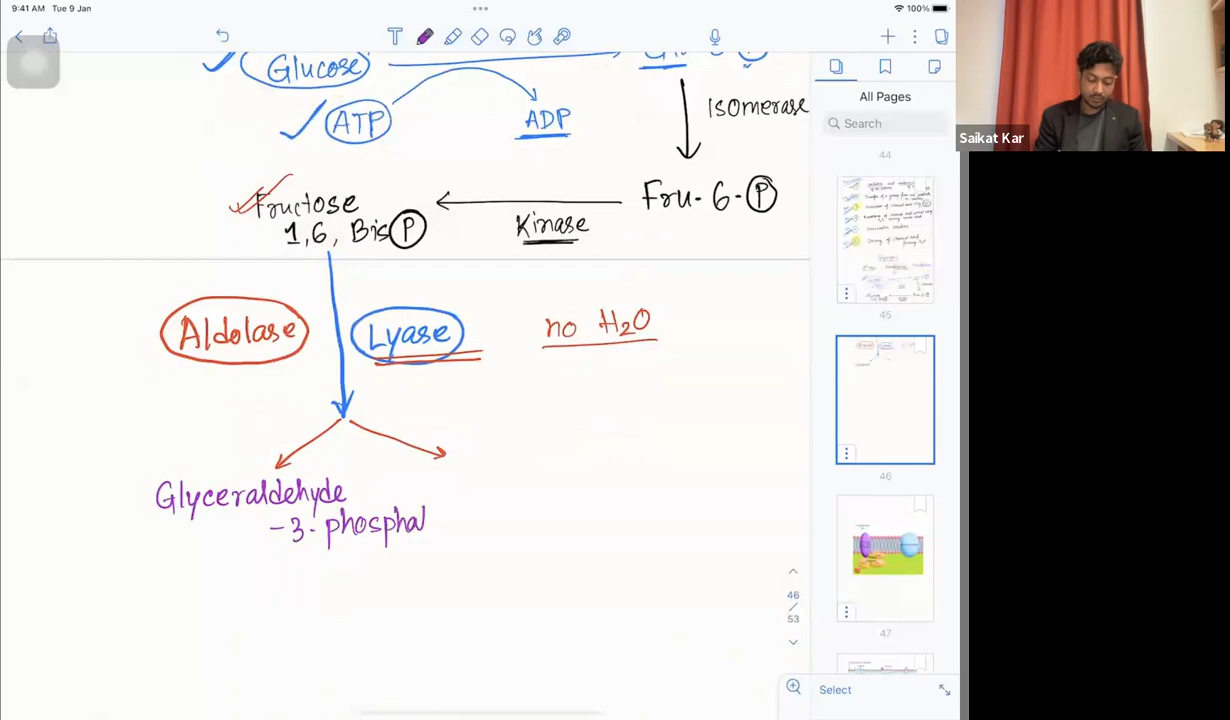 9:41 AM Tue 9 Jan
100%
Glucose
ATP
ADP
Isomerase
Fructose
1,6, Bis P
Kinase
Fru-6-P
Aldolase
Lyase
no H2O
Glyceraldehyde
-3-phosphal
All Pages
Search
44
45
46
47
46
/
53
Select
Saikat Kar